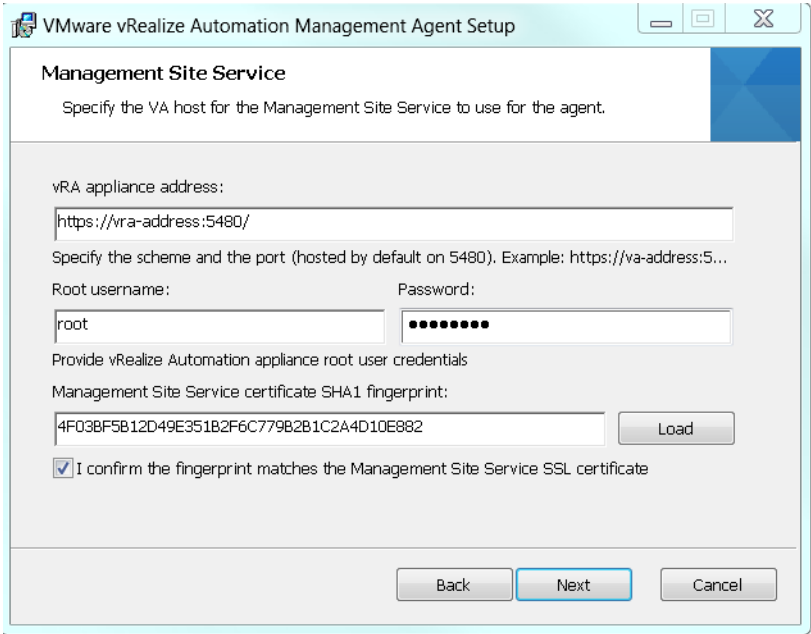 VMware vRealize Automation Management Agent Setup
Management Site Service
Specify the VA host for the Management Site Service to use for the agent.
vRA appliance address:
https://vra-address:5480/
Specify the scheme and the port (hosted by default on 5480). Example: https://va-address:5...
Root username:
Password:
root
●●●●●●●●
Provide vRealize Automation appliance root user credentials
Management Site Service certificate SHA1 fingerprint:
4F03BF5B12D49E351B2F6C779B2B1C2A4D10E882
Load
I confirm the fingerprint matches the Management Site Service SSL certificate
Back
Next
Cancel